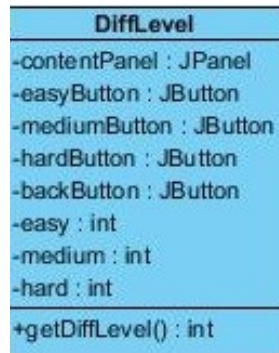 DiffLevel
-contentPanel : JPanel
-easyButton : JButton
-mediumButton : JButton
-hardButton : JButton
-backButton : JButton
-easy : int
-medium : int
-hard : int
+getDiffLevel() : int